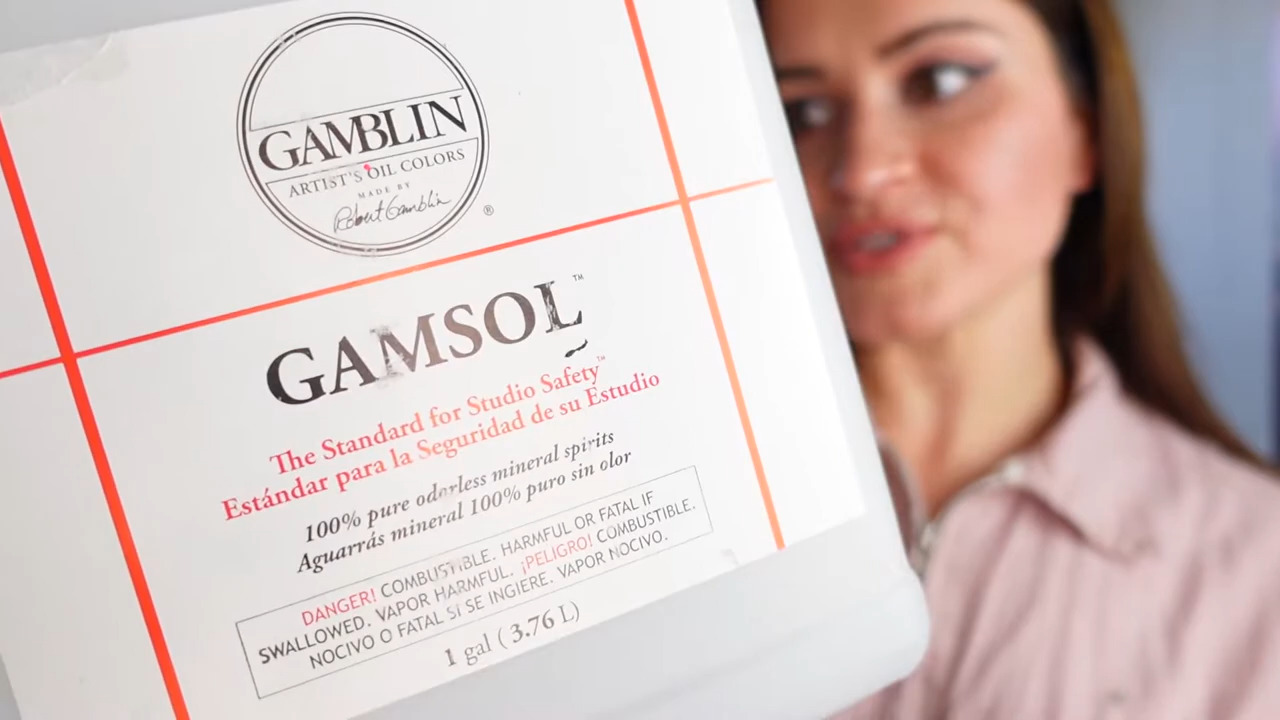 GAMBLIN
ARTIST'S OIL COLORS
MADE BY
Robert Gamblin
®
GAMSOL™
The Standard for Studio Safety™
Estándar para la Seguridad de su Estudio
100% pure odorless mineral spirits
Aguarrás mineral 100% puro sin olor
DANGER! COMBUSTIBLE. HARMFUL OR FATAL IF
SWALLOWED. VAPOR HARMFUL. ¡PELIGRO! COMBUSTIBLE.
NOCIVO O FATAL SI SE INGIERE. VAPOR NOCIVO.
1 gal ( 3.76 L)